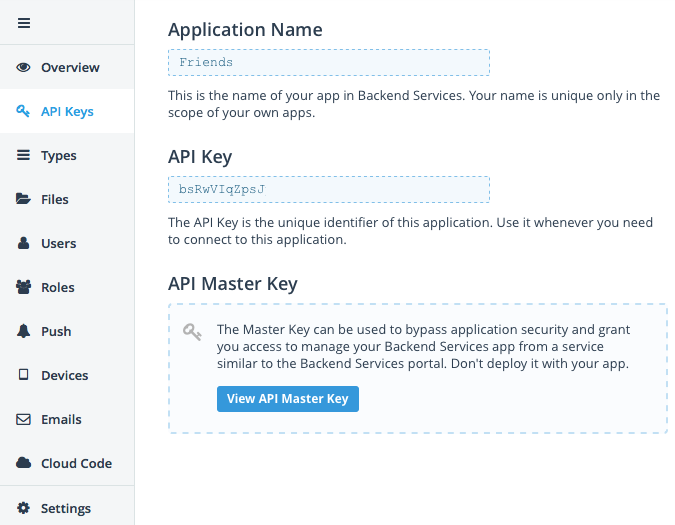 Overview
API Keys
Types
Files
Users
Roles
Push
Devices
Emails
Cloud Code
Settings
Application Name
Friends
This is the name of your app in Backend Services. Your name is unique only in the
scope of your own apps.
API Key
bsRwVIqZpsJ
The API Key is the unique identifier of this application. Use it whenever you need
to connect to this application.
API Master Key
The Master Key can be used to bypass application security and grant
you access to manage your Backend Services app from a service
similar to the Backend Services portal. Don't deploy it with your app.
View API Master Key